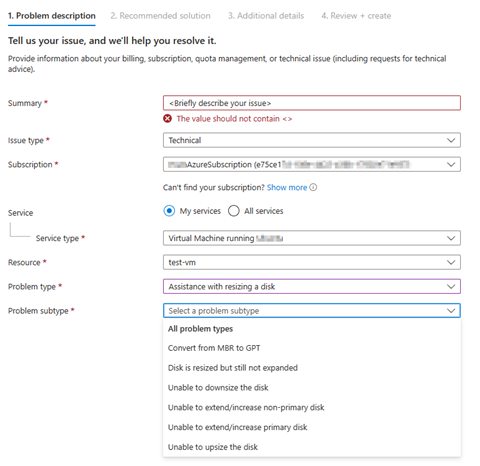 1. Problem description 2. Recommended solution 3. Additional details 4. Review + create
Tell us your issue, and we'll help you resolve it.
Provide information about your billing, subscription, quota management, or technical issue (including requests for technical
advice).
Summary * <Briefly describe your issue>
The value should not contain <>
Issue type * Technical
Subscription * AzureSubscription (e75ce1
Can't find your subscription? Show more
Service My services All services
Service type * Virtual Machine running
Resource * test-vm
Problem type * Assistance with resizing a disk
Problem subtype * Select a problem subtype
All problem types
Convert from MBR to GPT
Disk is resized but still not expanded
Unable to downsize the disk
Unable to extend/increase non-primary disk
Unable to extend/increase primary disk
Unable to upsize the disk